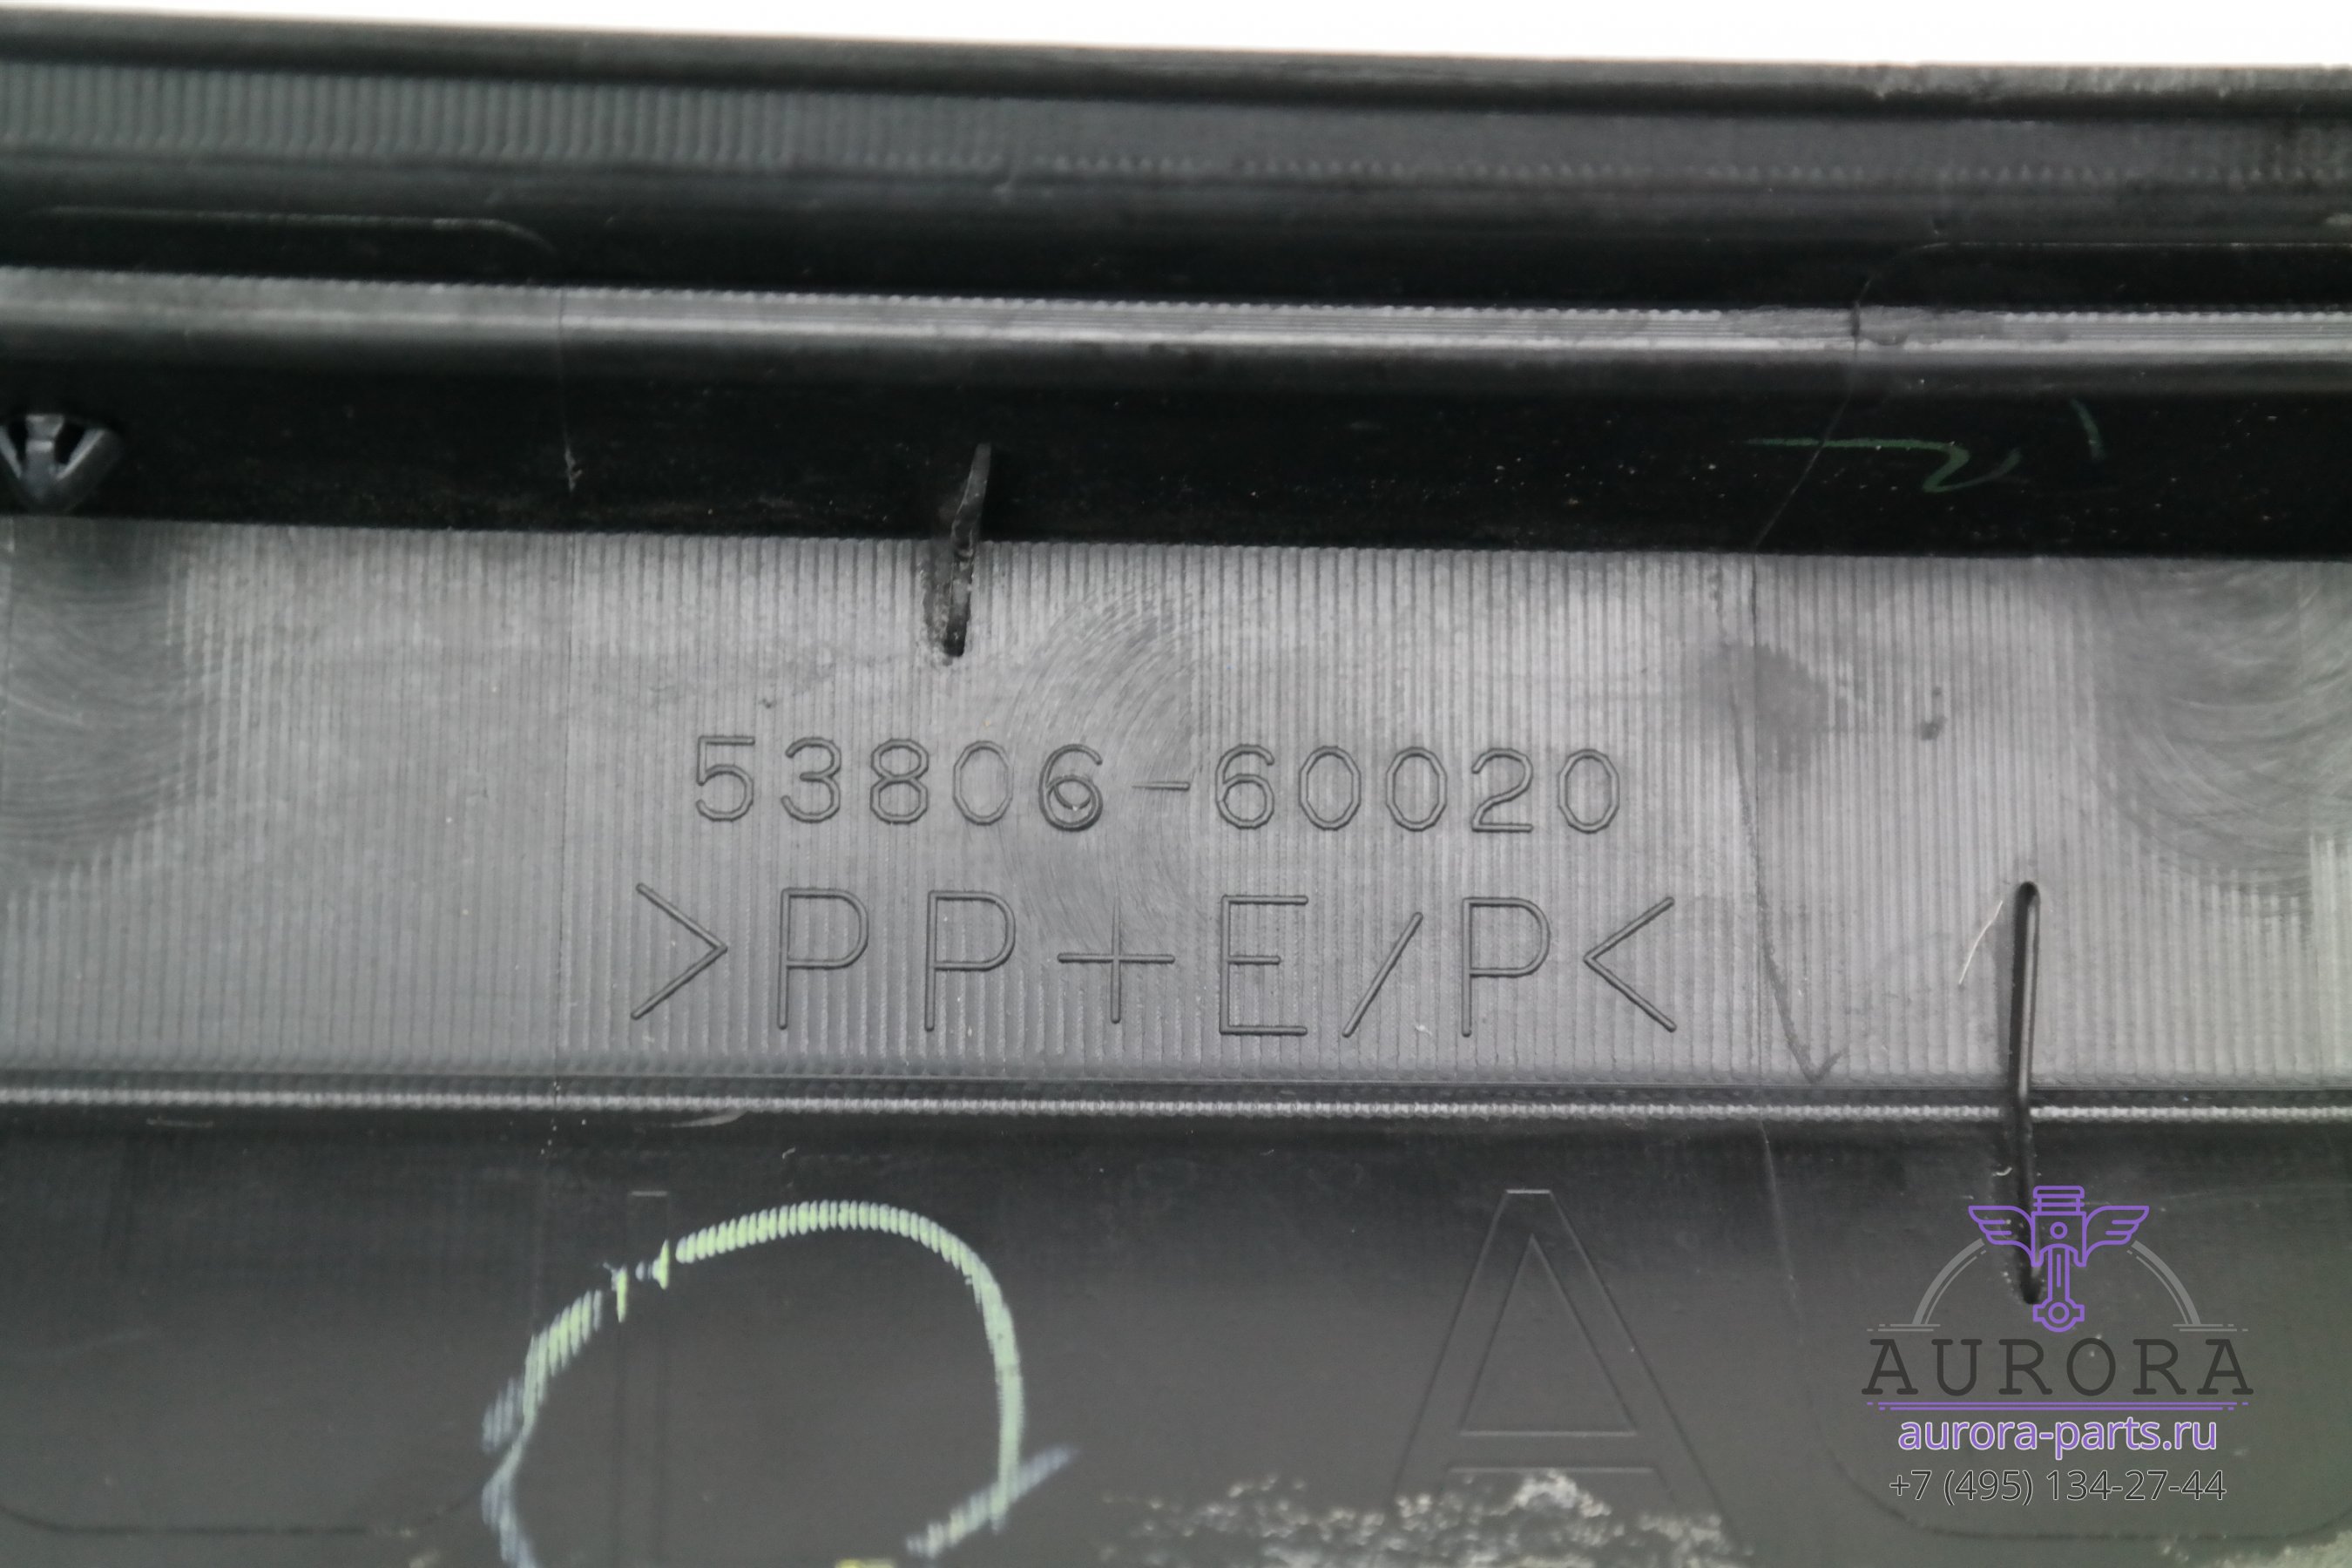 53806-60020
>PP+E/P<
A
AURORA
aurora-parts.ru
+7 (495) 134-27-44